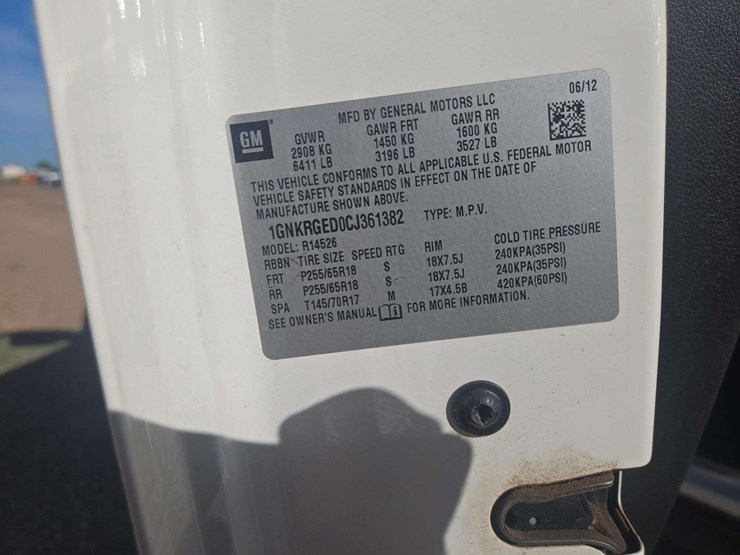 06/12
MFD BY GENERAL MOTORS LLC
GM
GVWR GAWR FRT GAWR RR
2908 KG 1450 KG 1600 KG
6411 LB 3196 LB 3527 LB
THIS VEHICLE CONFORMS TO ALL APPLICABLE U.S. FEDERAL MOTOR
VEHICLE SAFETY STANDARDS IN EFFECT ON THE DATE OF
MANUFACTURE SHOWN ABOVE.
1GNKRGED0CJ361382 TYPE: M.P.V.
MODEL: R14526
RBBN TIRE SIZE SPEED RTG RIM COLD TIRE PRESSURE
FRT P255/65R18 S 18X7.5J 240KPA(35PSI)
RR P255/65R18 S 18X7.5J 240KPA(35PSI)
SPA T145/70R17 M 17X4.5B 420KPA(60PSI)
SEE OWNER'S MANUAL i FOR MORE INFORMATION.